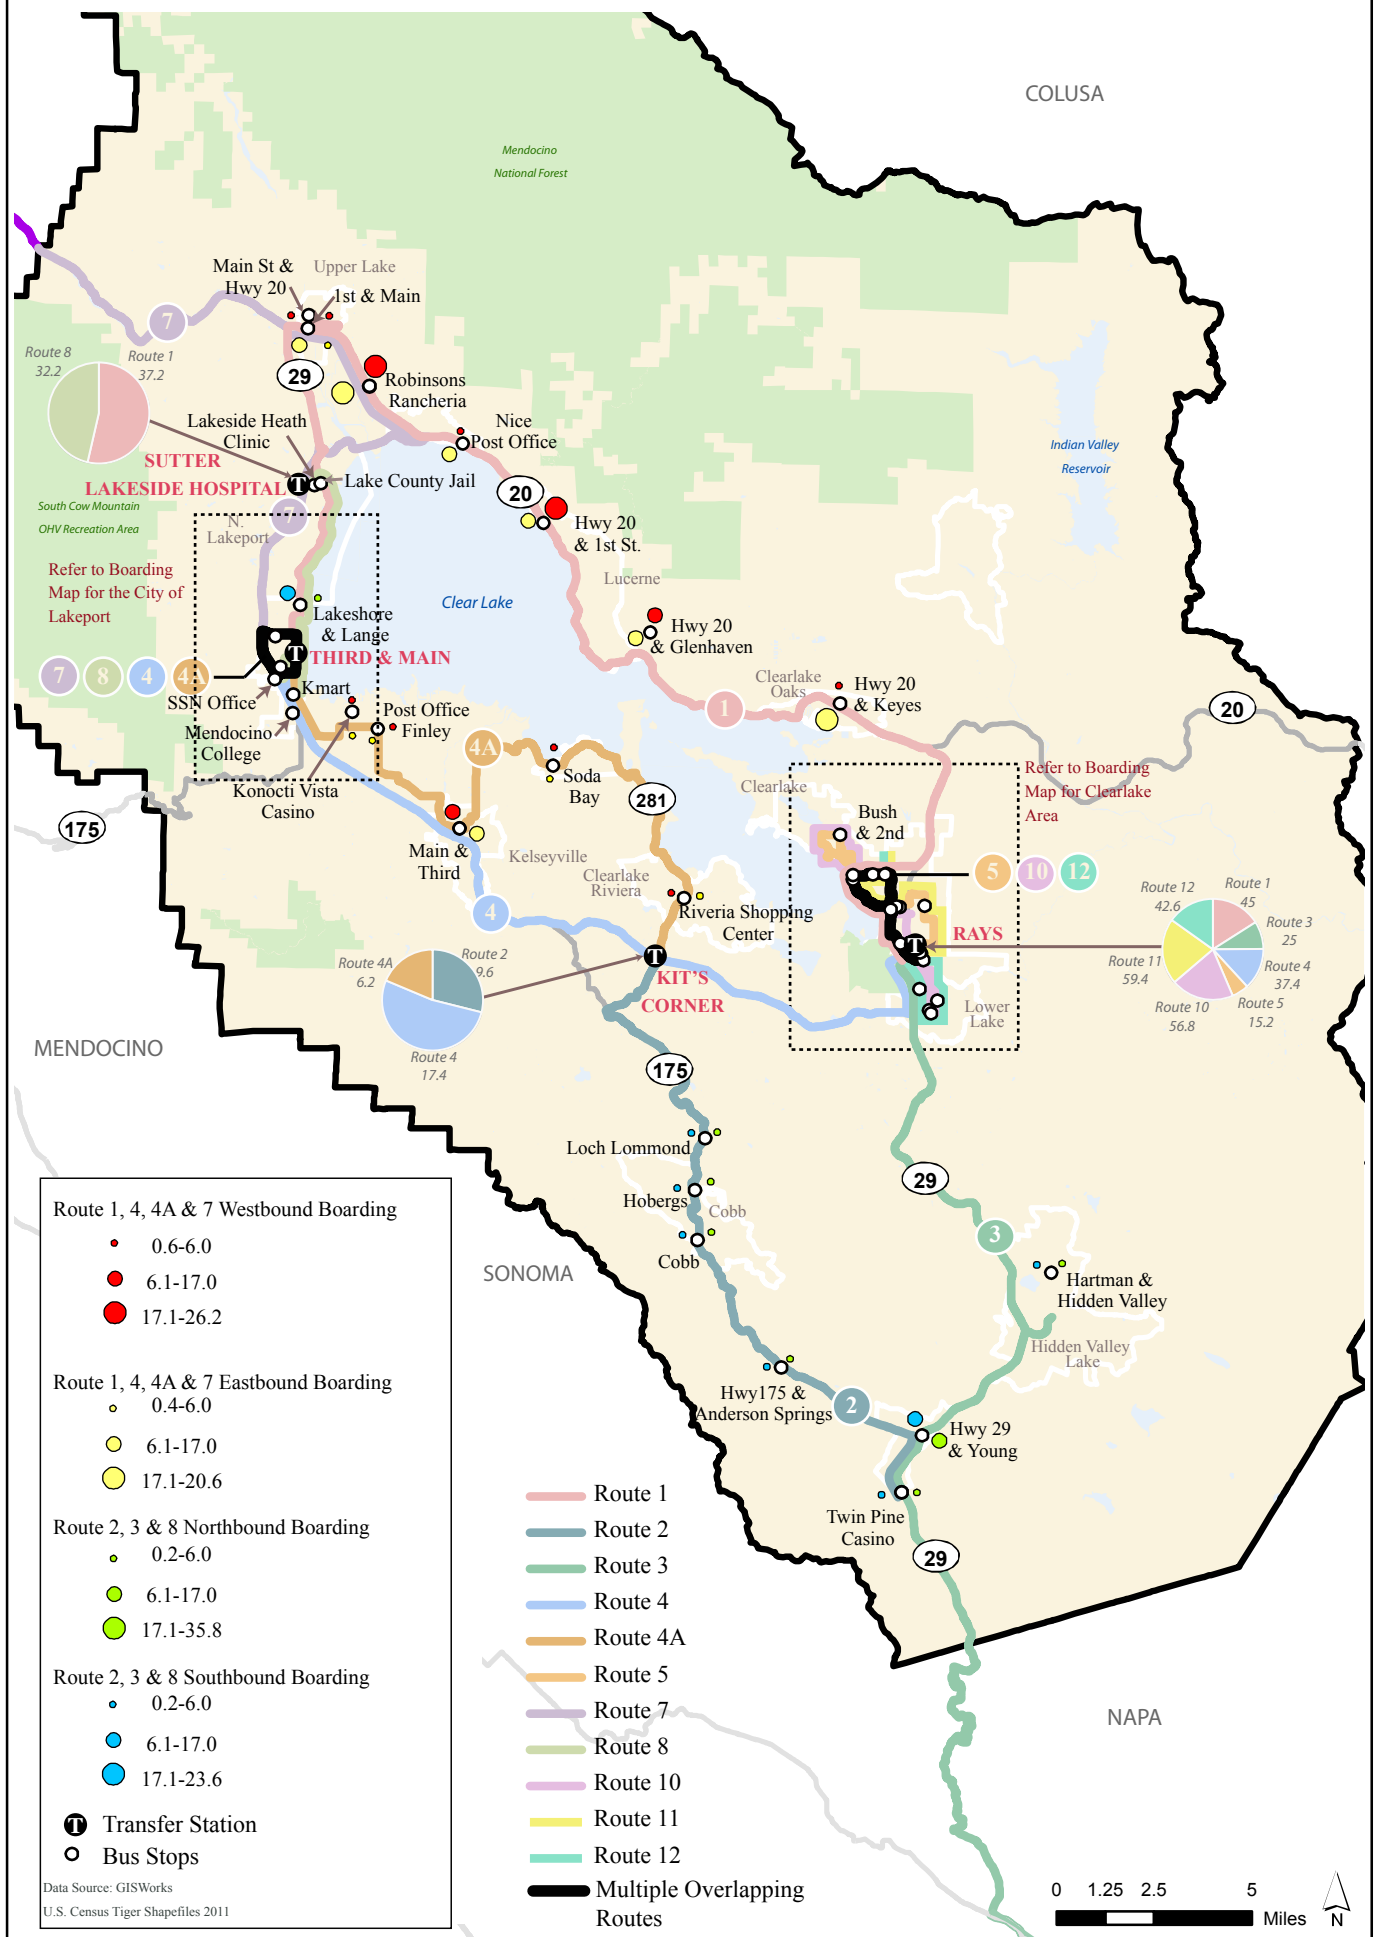 COLUSA
Mendocino
National Forest
Main St &
Hwy 20
Upper Lake
1st & Main
7
Route 8
32.2
Route 1
37.2
29
Robinsons
Rancheria
Lakeside Heath
Clinic
Nice
Post Office
SUTTER
LAKESIDE HOSPITAL
T
Lake County Jail
20
Indian Valley
Reservoir
South Cow Mountain
OHV Recreation Area
7
N.
Lakeport
Hwy 20
& 1st St.
Refer to Boarding
Map for the City of
Lakeport
Lucerne
Clear Lake
Lakeshore
& Lange
Hwy 20
& Glenhaven
T
THIRD & MAIN
7
8
4
4A
SSN Office
Kmart
Clearlake
Oaks
Hwy 20
& Keyes
1
20
Post Office
Finley
Mendocino
College
4A
Konocti Vista
Casino
Soda
Bay
281
Clearlake
Refer to Boarding
Map for Clearlake
Area
175
Bush
& 2nd
Main &
Third
Kelseyville
Clearlake
Riviera
5
10
12
4
Riveria Shopping
Center
T
RAYS
Route 12
42.6
Route 1
45
Route 3
25
Route 4
37.4
Route 5
15.2
Route 10
56.8
Route 11
59.4
T
KIT'S
CORNER
Route 4A
6.2
Route 2
9.6
Route 4
17.4
Lower
Lake
MENDOCINO
175
Loch Lommond
Hobergs
Cobb
Cobb
29
3
SONOMA
Hartman &
Hidden Valley
Hidden Valley
Lake
Hwy175 &
Anderson Springs
2
Hwy 29
& Young
Twin Pine
Casino
29
NAPA
Route 1, 4, 4A & 7 Westbound Boarding
0.6-6.0
6.1-17.0
17.1-26.2
Route 1, 4, 4A & 7 Eastbound Boarding
0.4-6.0
6.1-17.0
17.1-20.6
Route 2, 3 & 8 Northbound Boarding
0.2-6.0
6.1-17.0
17.1-35.8
Route 2, 3 & 8 Southbound Boarding
0.2-6.0
6.1-17.0
17.1-23.6
T Transfer Station
Bus Stops
Data Source: GISWorks
U.S. Census Tiger Shapefiles 2011
Route 1
Route 2
Route 3
Route 4
Route 4A
Route 5
Route 7
Route 8
Route 10
Route 11
Route 12
Multiple Overlapping
Routes
0 1.25 2.5 5
Miles
N